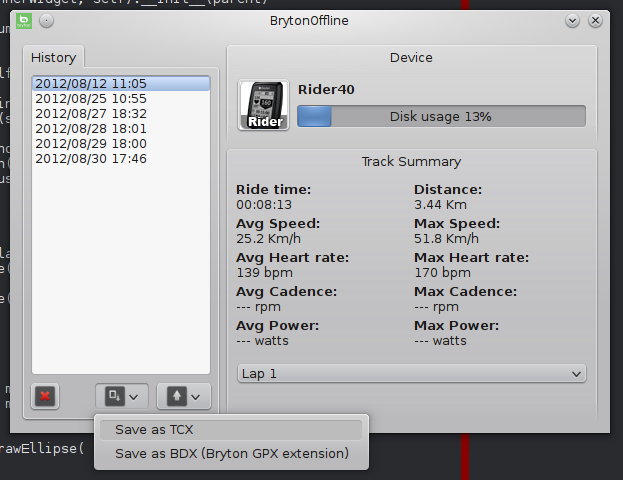 nnerWidget, self).__init__(parent)
BrytonOffline
bryton
History
2012/08/12 11:05
2012/08/25 10:55
2012/08/27 18:32
2012/08/28 18:01
2012/08/29 18:00
2012/08/30 17:46
Device
Rider40
Rider
Disk usage 13%
Track Summary
Ride time:
Distance:
00:08:13
3.44 Km
Avg Speed:
Max Speed:
25.2 Km/h
51.8 Km/h
Avg Heart rate:
Max Heart rate:
139 bpm
170 bpm
Avg Cadence:
Max Cadence:
--- rpm
--- rpm
Avg Power:
Max Power:
--- watts
--- watts
Lap 1
Save as TCX
Save as BDX (Bryton GPX extension)
rawEllipse(